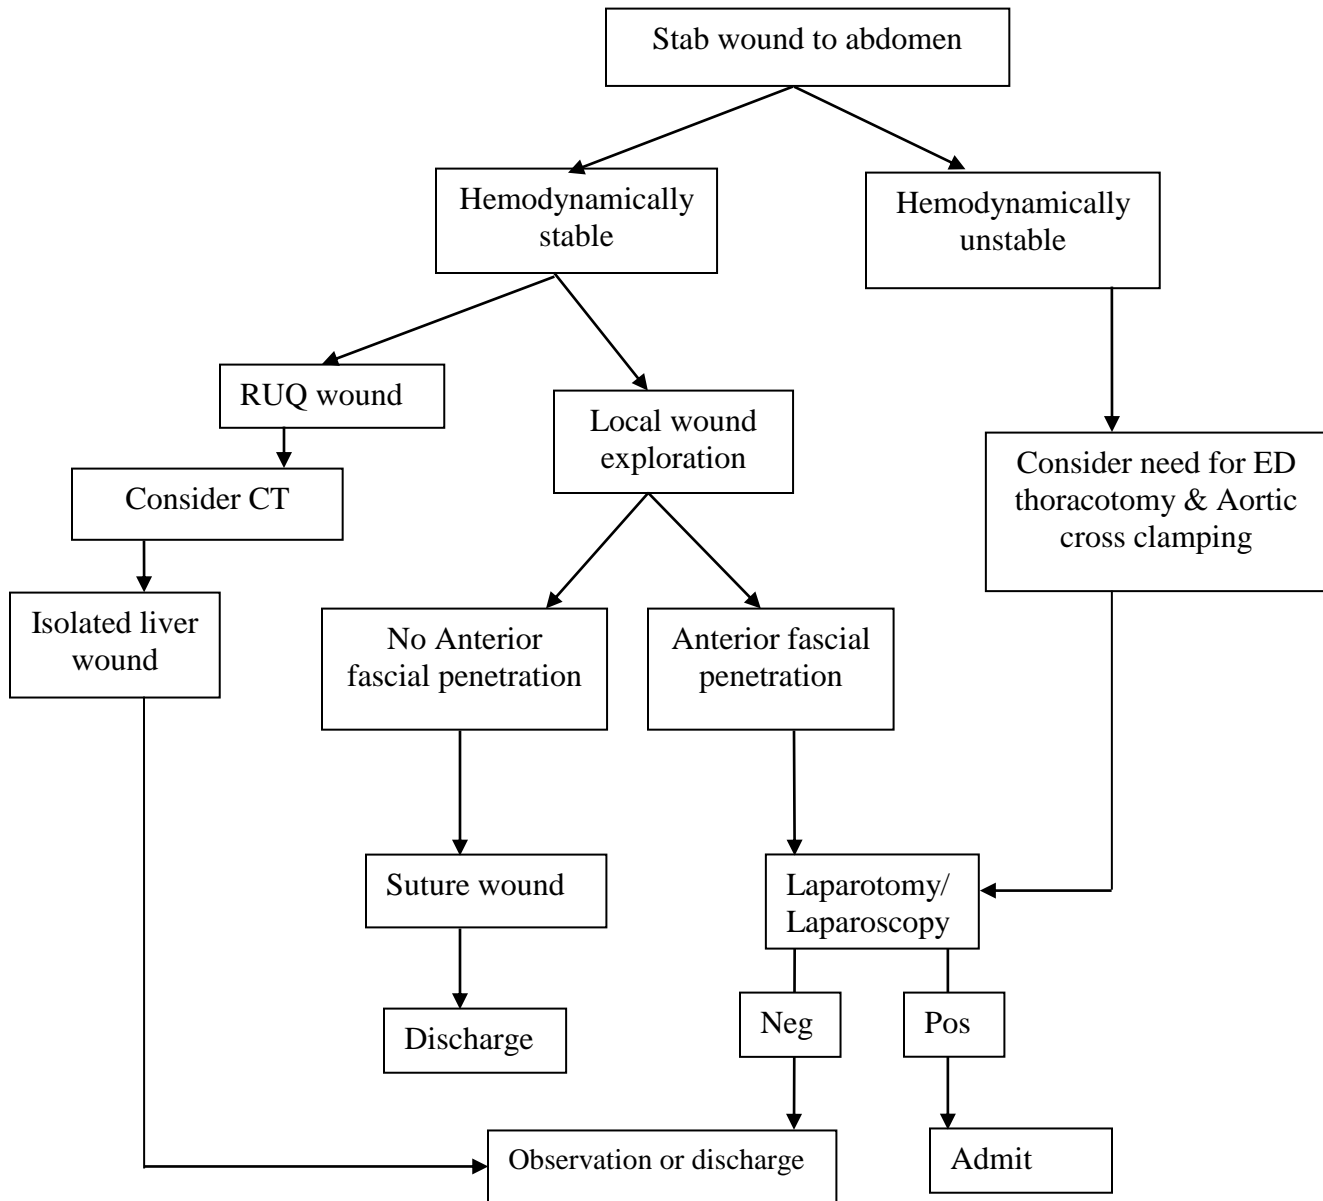 Stab wound to abdomen
Hemodynamically
stable
Hemodynamically
unstable
RUQ wound
Local wound
exploration
Consider need for ED
thoracotomy & Aortic
cross clamping
Consider CT
Isolated liver
wound
No Anterior
fascial penetration
Anterior fascial
penetration
Suture wound
Laparotomy/
Laparoscopy
Neg
Pos
Discharge
Observation or discharge
Admit